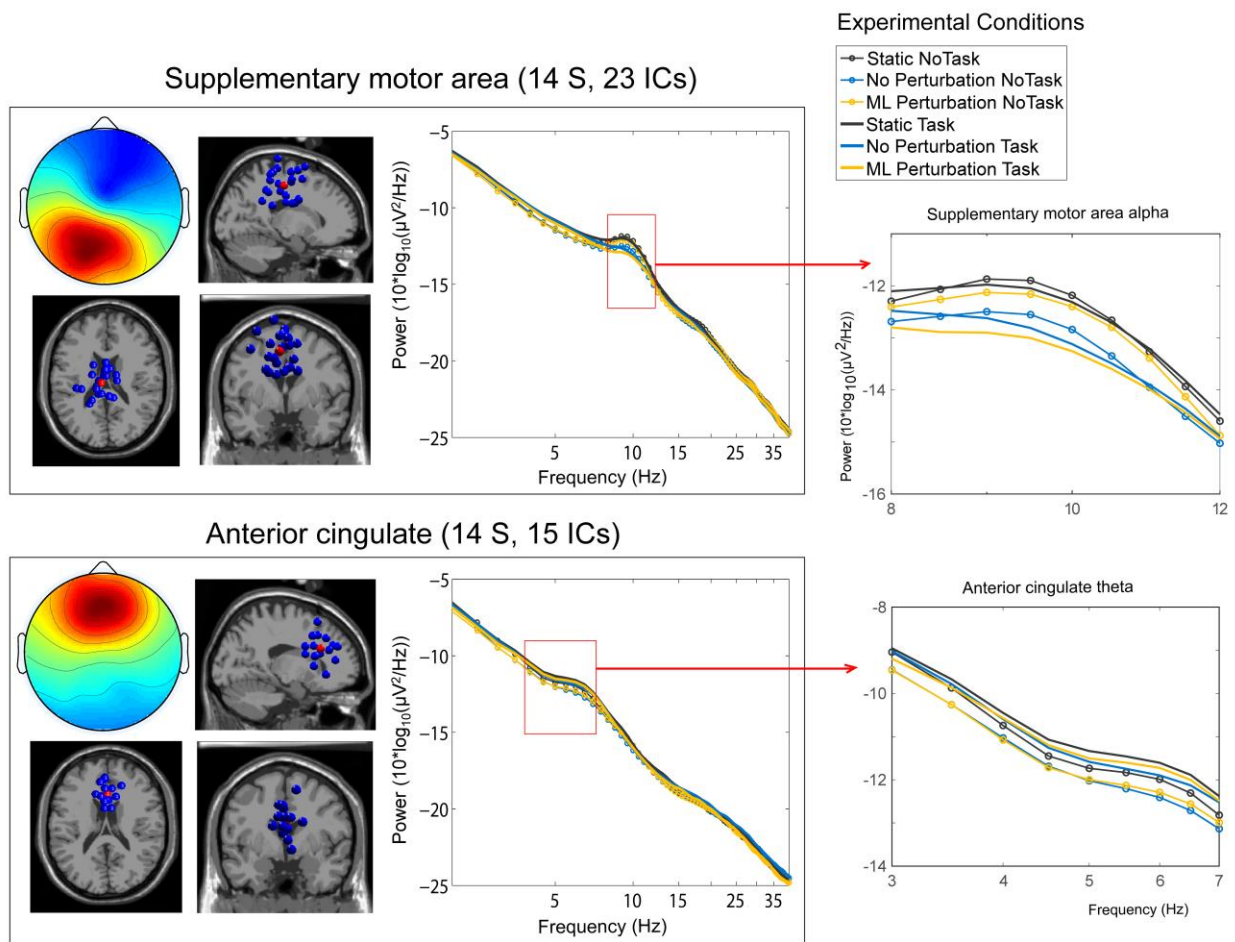 Experimental Conditions
Static NoTask
No Perturbation NoTask
ML Perturbation NoTask
Static Task
No Perturbation Task
ML Perturbation Task
Supplementary motor area (14 S, 23 ICs)
−5
−10
−15
−20
−25
Power (10*log10(µV²/Hz))
5
10
15
25
35
Frequency (Hz)
Supplementary motor area alpha
-12
-14
-16
Power (10*log10(µV²/Hz))
8
10
12
Anterior cingulate (14 S, 15 ICs)
−5
−10
−15
−20
−25
Power (10*log10(µV²/Hz))
5
10
15
25
35
Frequency (Hz)
Anterior cingulate theta
-8
-10
-12
-14
3
4
5
6
7
Frequency (Hz)